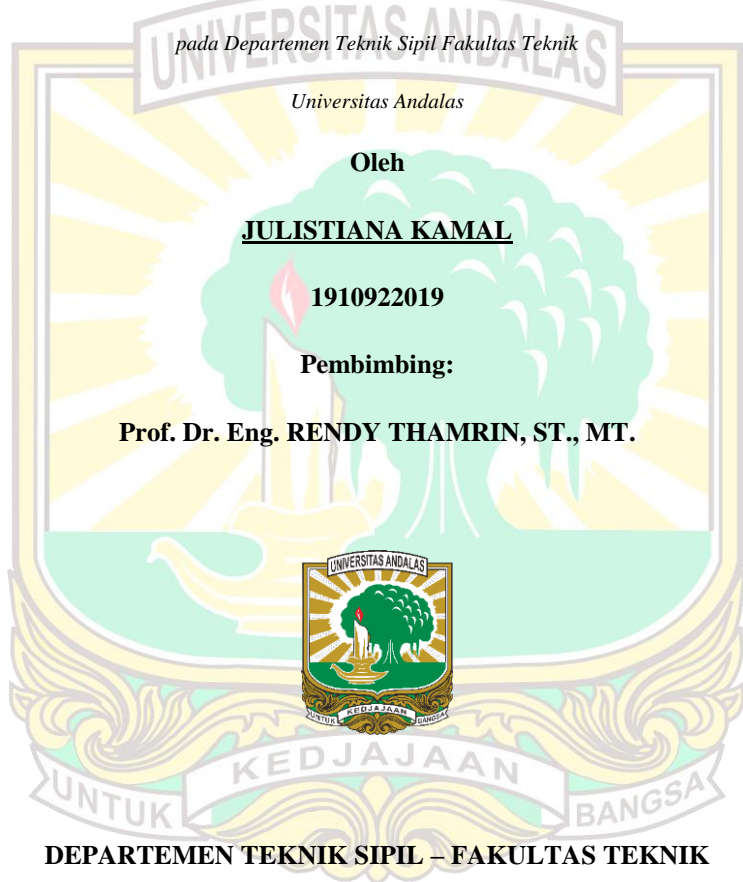 UNIVERSITAS ANDALAS
pada Departemen Teknik Sipil Fakultas Teknik
Universitas Andalas
Oleh
JULISTIANA KAMAL
1910922019
Pembimbing:
Prof. Dr. Eng. RENDY THAMRIN, ST., MT.
UNIVERSITAS ANDALAS
UNTUK KEDJAJAAN BANGSA
UNTUK KEDJAJAAN BANGSA
DEPARTEMEN TEKNIK SIPIL – FAKULTAS TEKNIK